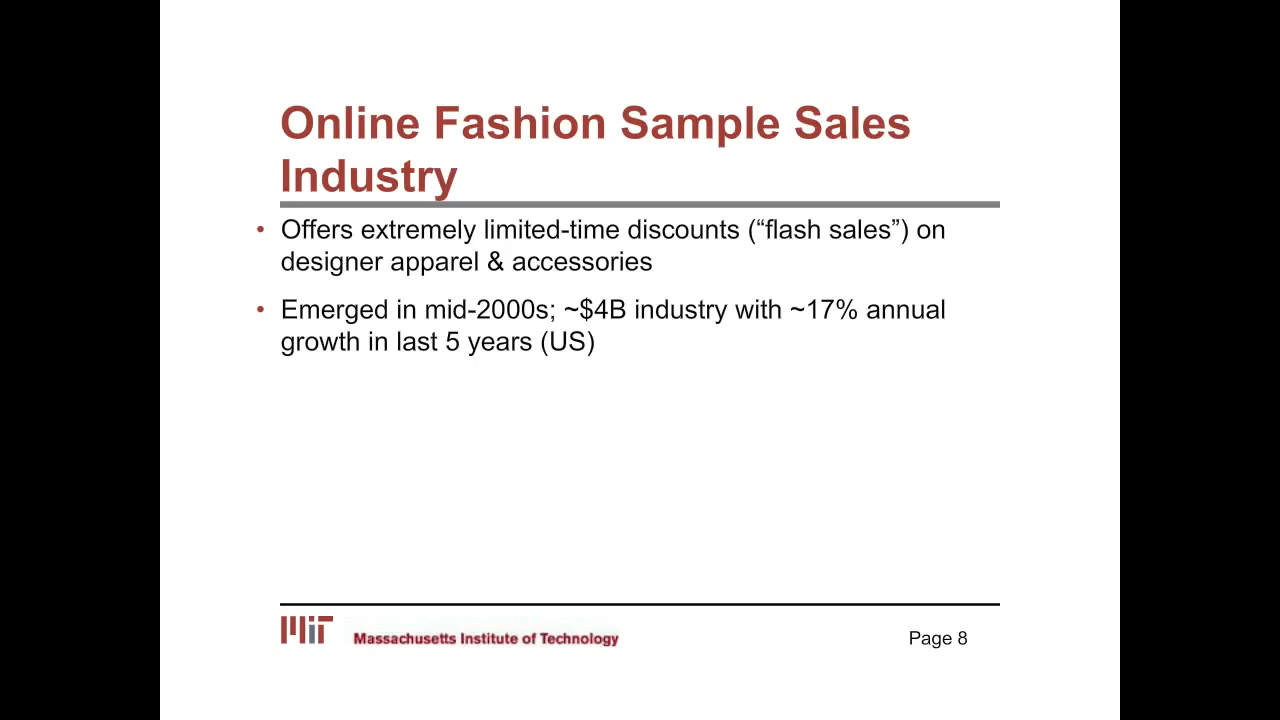 Online Fashion Sample Sales
Industry
• Offers extremely limited-time discounts (“flash sales”) on
designer apparel & accessories
• Emerged in mid-2000s; ~$4B industry with ~17% annual
growth in last 5 years (US)
MIT Massachusetts Institute of Technology
Page 8